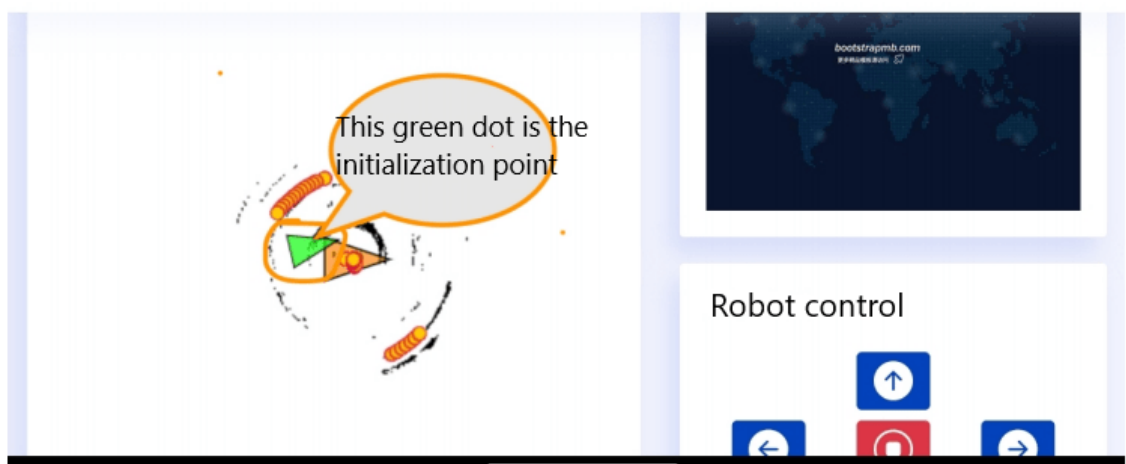 This green dot is the
initialization point
bootstrapmb.com
Robot control